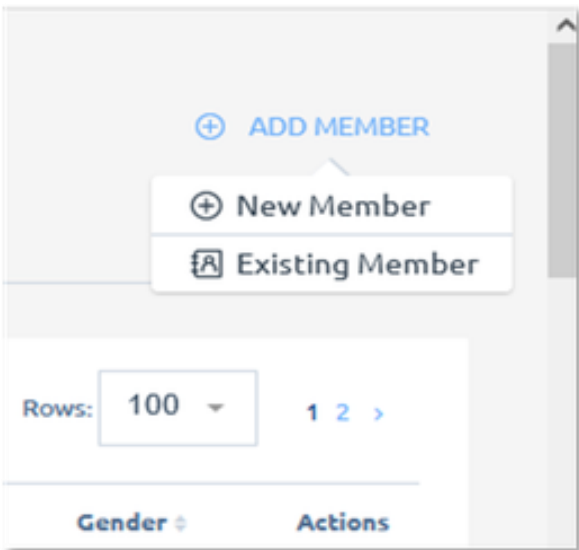 ADD MEMBER
New Member
Existing Member
Rows: 100 1 2 >
Gender Actions